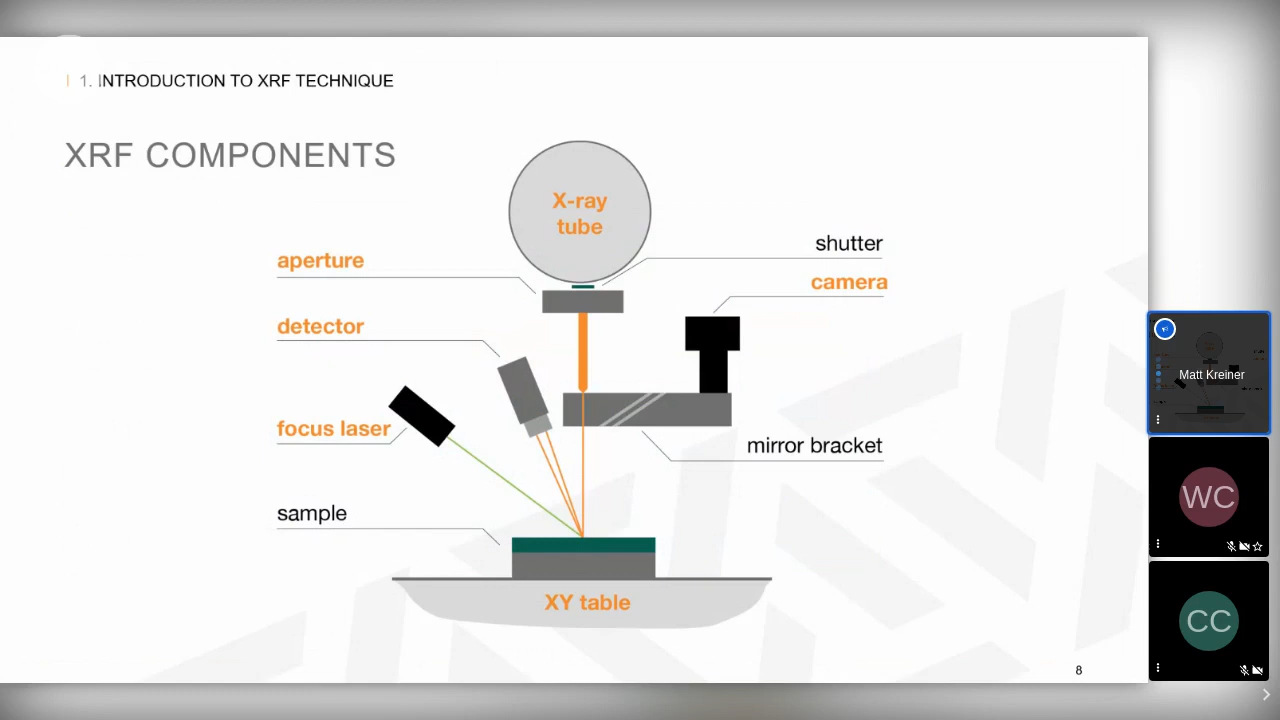 1. INTRODUCTION TO XRF TECHNIQUE
XRF COMPONENTS
X-ray
tube
aperture
shutter
camera
detector
focus laser
mirror bracket
sample
XY table
8
Matt Kreiner
WC
CC